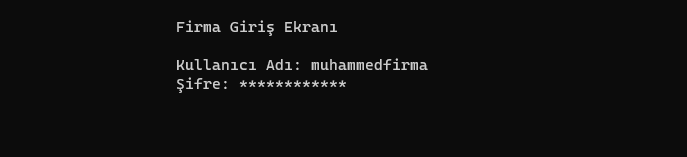 Firma Giriş Ekranı
Kullanıcı Adı: muhammedfirma
Şifre: ************